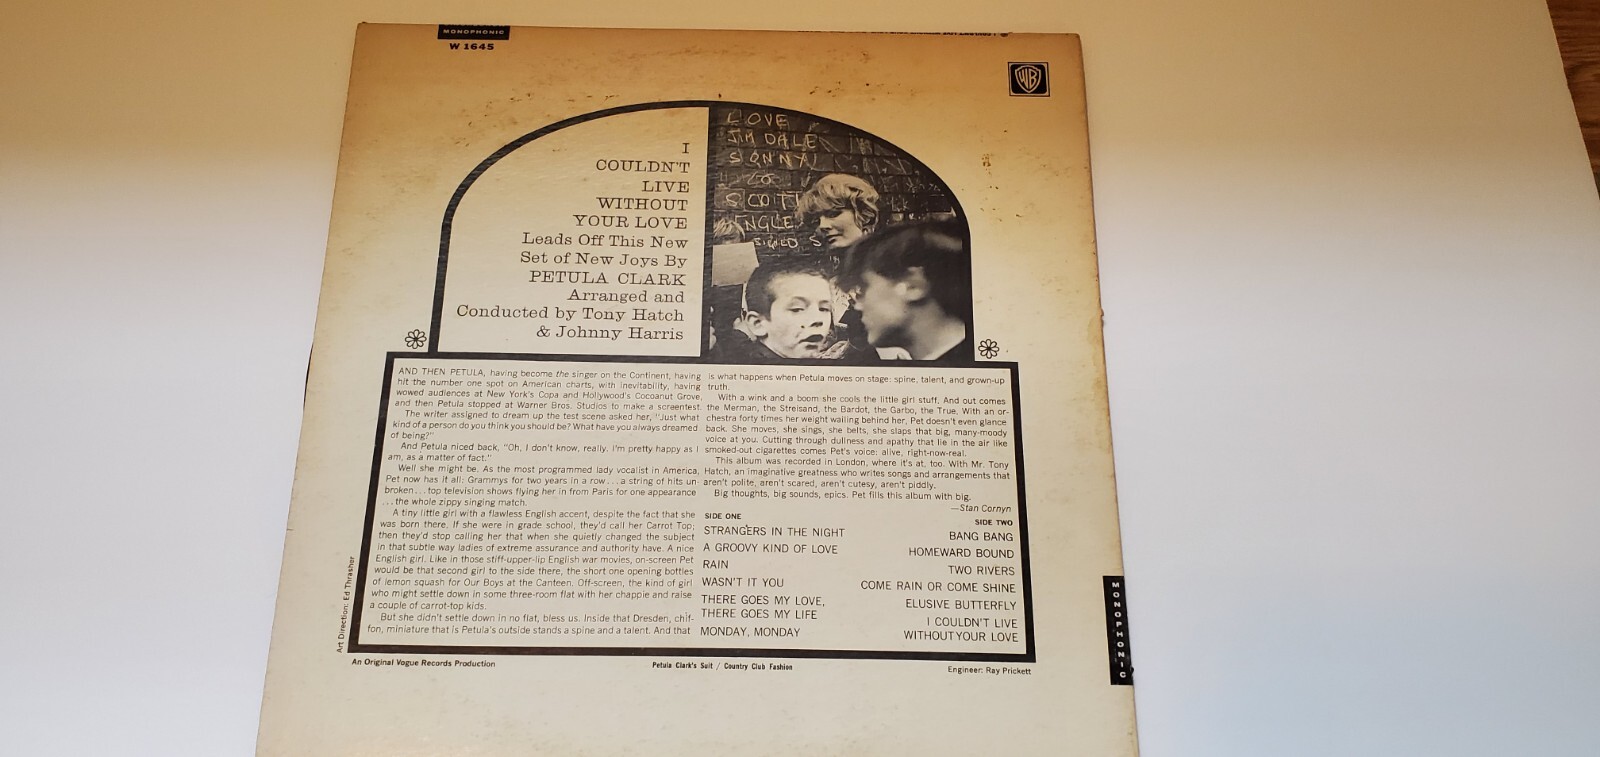 MONOPHONIC
W 1645
WB
I
COULDN'T
LIVE
WITHOUT
YOUR LOVE
Leads Off This New
Set of New Joys By
PETULA CLARK
Arranged and
Conducted by Tony Hatch
& Johnny Harris
LOVE
JIM DALE
SONNY
SCOTT
ENGLE
SIGNED S
AND THEN PETULA, having become the singer on the Continent, having
hit the number one spot on American charts, with inevitability, having
wowed audiences at New York's Copa and Hollywood's Cocoanut Grove,
and then Petula stopped at Warner Bros. Studios to make a screentest.
The writer assigned to dream up the test scene asked her, "Just what
kind of a person do you think you should be? What have you always dreamed
of being?"
And Petula niced back, "Oh, I don't know, really. I'm pretty happy as I
am, as a matter of fact."
Well she might be. As the most programmed lady vocalist in America,
Pet now has it all: Grammys for two years in a row...a string of hits un-
broken...top television shows flying her in from Paris for one appearance
...the whole zippy singing match.
A tiny little girl with a flawless English accent, despite the fact that she
was born there. If she were in grade school, they'd call her Carrot Top;
then they'd stop calling her that when she quietly changed the subject
in that subtle way ladies of extreme assurance and authority have. A nice
English girl. Like in those stiff-upper-lip English war movies, on-screen Pet
would be that second girl to the side there, the short one opening bottles
of lemon squash for Our Boys at the Canteen. Off-screen, the kind of girl
who might settle down in some three-room flat with her chappie and raise
a couple of carrot-top kids.
But she didn't settle down in no flat, bless us. Inside that Dresden, chif-
fon, miniature that is Petula's outside stands a spine and a talent. And that
is what happens when Petula moves on stage: spine, talent, and grown-up
truth.
With a wink and a boom she cools the little girl stuff. And out comes
the Merman, the Streisand, the Bardot, the Garbo, the True. With an or-
chestra forty times her weight wailing behind her, Pet doesn't even glance
back. She moves, she sings, she belts, she slaps that big, many-moody
voice at you. Cutting through dullness and apathy that lie in the air like
smoked-out cigarettes comes Pet's voice: alive, right-now-real.
This album was recorded in London, where it's at, too. With Mr. Tony
Hatch, an imaginative greatness who writes songs and arrangements that
aren't polite, aren't scared, aren't cutesy, aren't piddly.
Big thoughts, big sounds, epics. Pet fills this album with big.
—Stan Cornyn
SIDE ONE
STRANGERS IN THE NIGHT
A GROOVY KIND OF LOVE
RAIN
WASN'T IT YOU
THERE GOES MY LOVE,
THERE GOES MY LIFE
MONDAY, MONDAY
SIDE TWO
BANG BANG
HOMEWARD BOUND
TWO RIVERS
COME RAIN OR COME SHINE
ELUSIVE BUTTERFLY
I COULDN'T LIVE
WITHOUT YOUR LOVE
Art Direction: Ed Thrasher
An Original Vogue Records Production
Petula Clark's Suit / Country Club Fashion
Engineer: Ray Prickett
MONOPHONIC